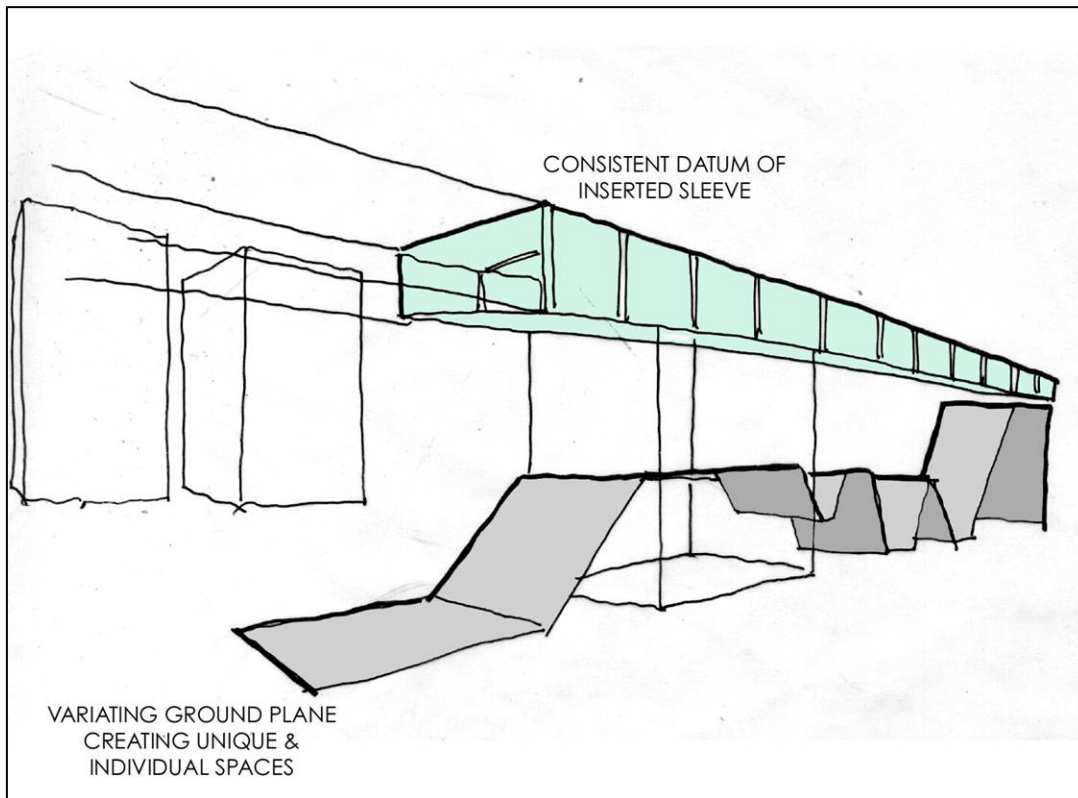 CONSISTENT DATUM OF
INSERTED SLEEVE
VARIATING GROUND PLANE
CREATING UNIQUE &
INDIVIDUAL SPACES